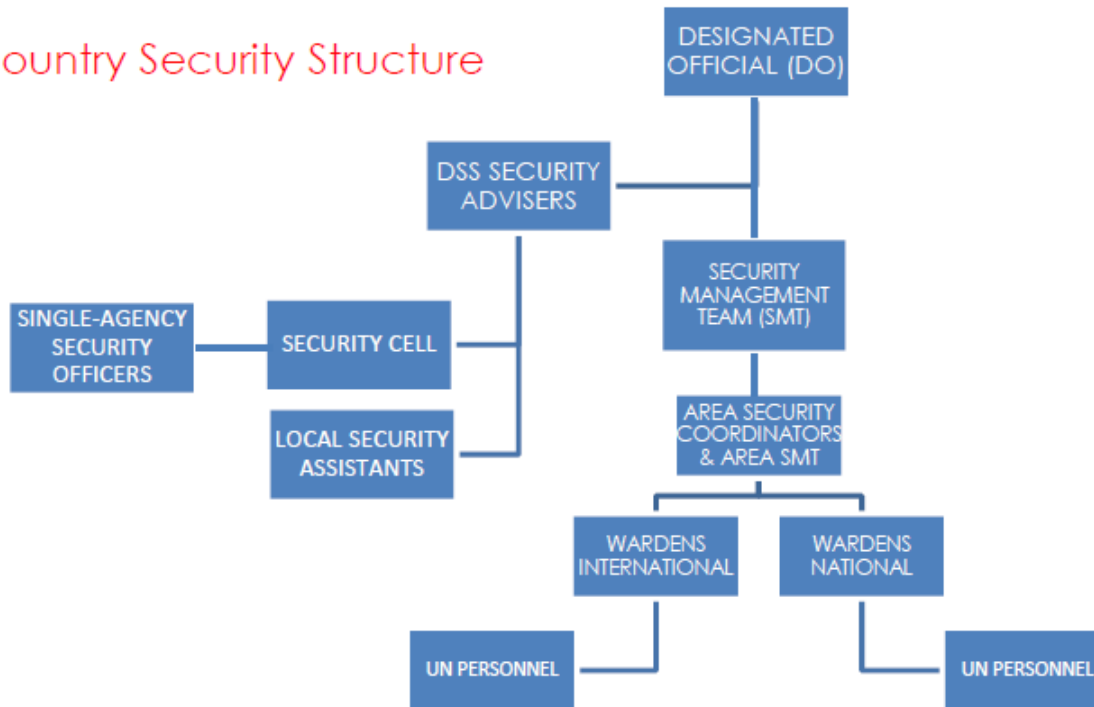 ountry Security Structure
DESIGNATED
OFFICIAL (DO)
DSS SECURITY
ADVISERS
SECURITY
MANAGEMENT
TEAM (SMT)
SINGLE-AGENCY
SECURITY
OFFICERS
SECURITY CELL
LOCAL SECURITY
ASSISTANTS
AREA SECURITY
COORDINATORS
& AREA SMT
WARDENS
INTERNATIONAL
WARDENS
NATIONAL
UN PERSONNEL
UN PERSONNEL